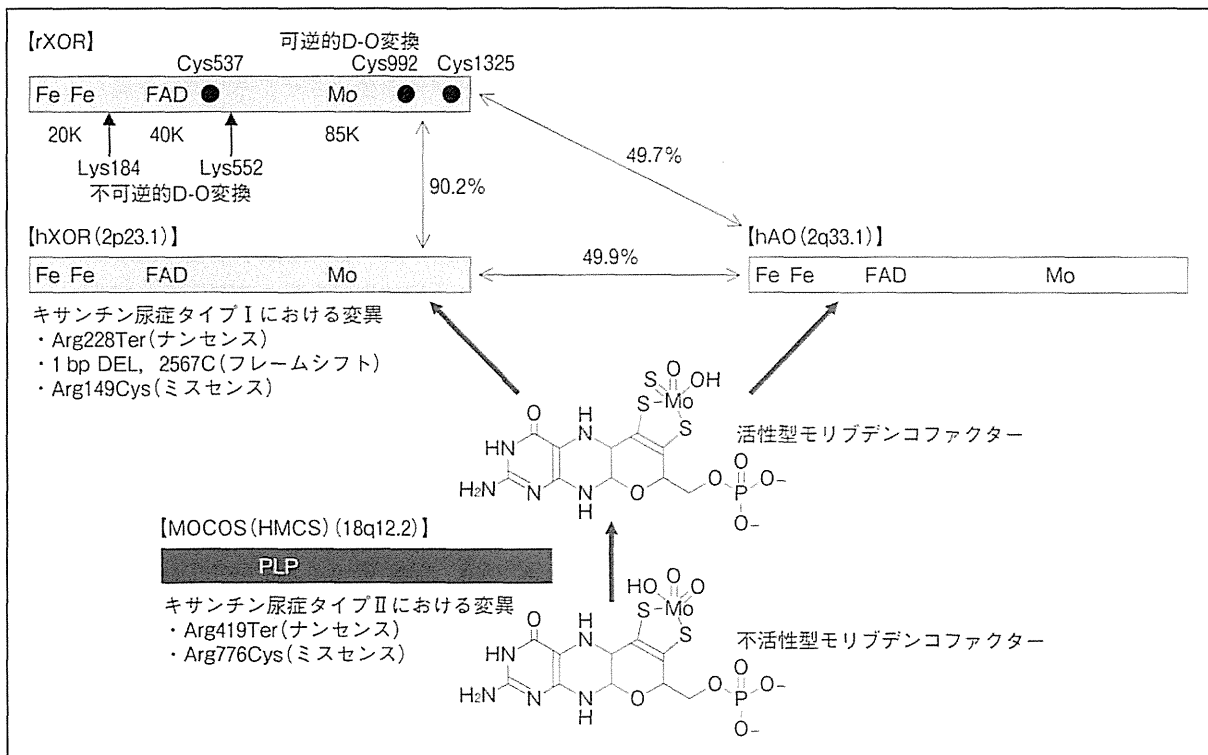 【rXOR】
可逆的D-O変換
Cys537
Cys992
Cys1325
Fe Fe
FAD
Mo
20K
40K
85K
Lys184
Lys552
不可逆的D-O変換
90.2%
49.7%
【hXOR(2p23.1)】
【hAO(2q33.1)】
Fe Fe
FAD
Mo
49.9%
Fe Fe
FAD
Mo
キサンチン尿症タイプⅠにおける変異
・Arg228Ter(ナンセンス)
・1 bp DEL, 2567C(フレームシフト)
・Arg149Cys(ミスセンス)
O
HN
H2N
N
H
N
N
H
O
S
S
S
O
Mo
OH
O
O
P
O–
O–
活性型モリブデンコファクター
【MOCOS(HMCS)(18q12.2)】
PLP
キサンチン尿症タイプⅡにおける変異
・Arg419Ter(ナンセンス)
・Arg776Cys(ミスセンス)
O
HN
H2N
N
H
N
N
H
O
S
S
HO
O
Mo
O
O
O
P
O–
O–
不活性型モリブデンコファクター